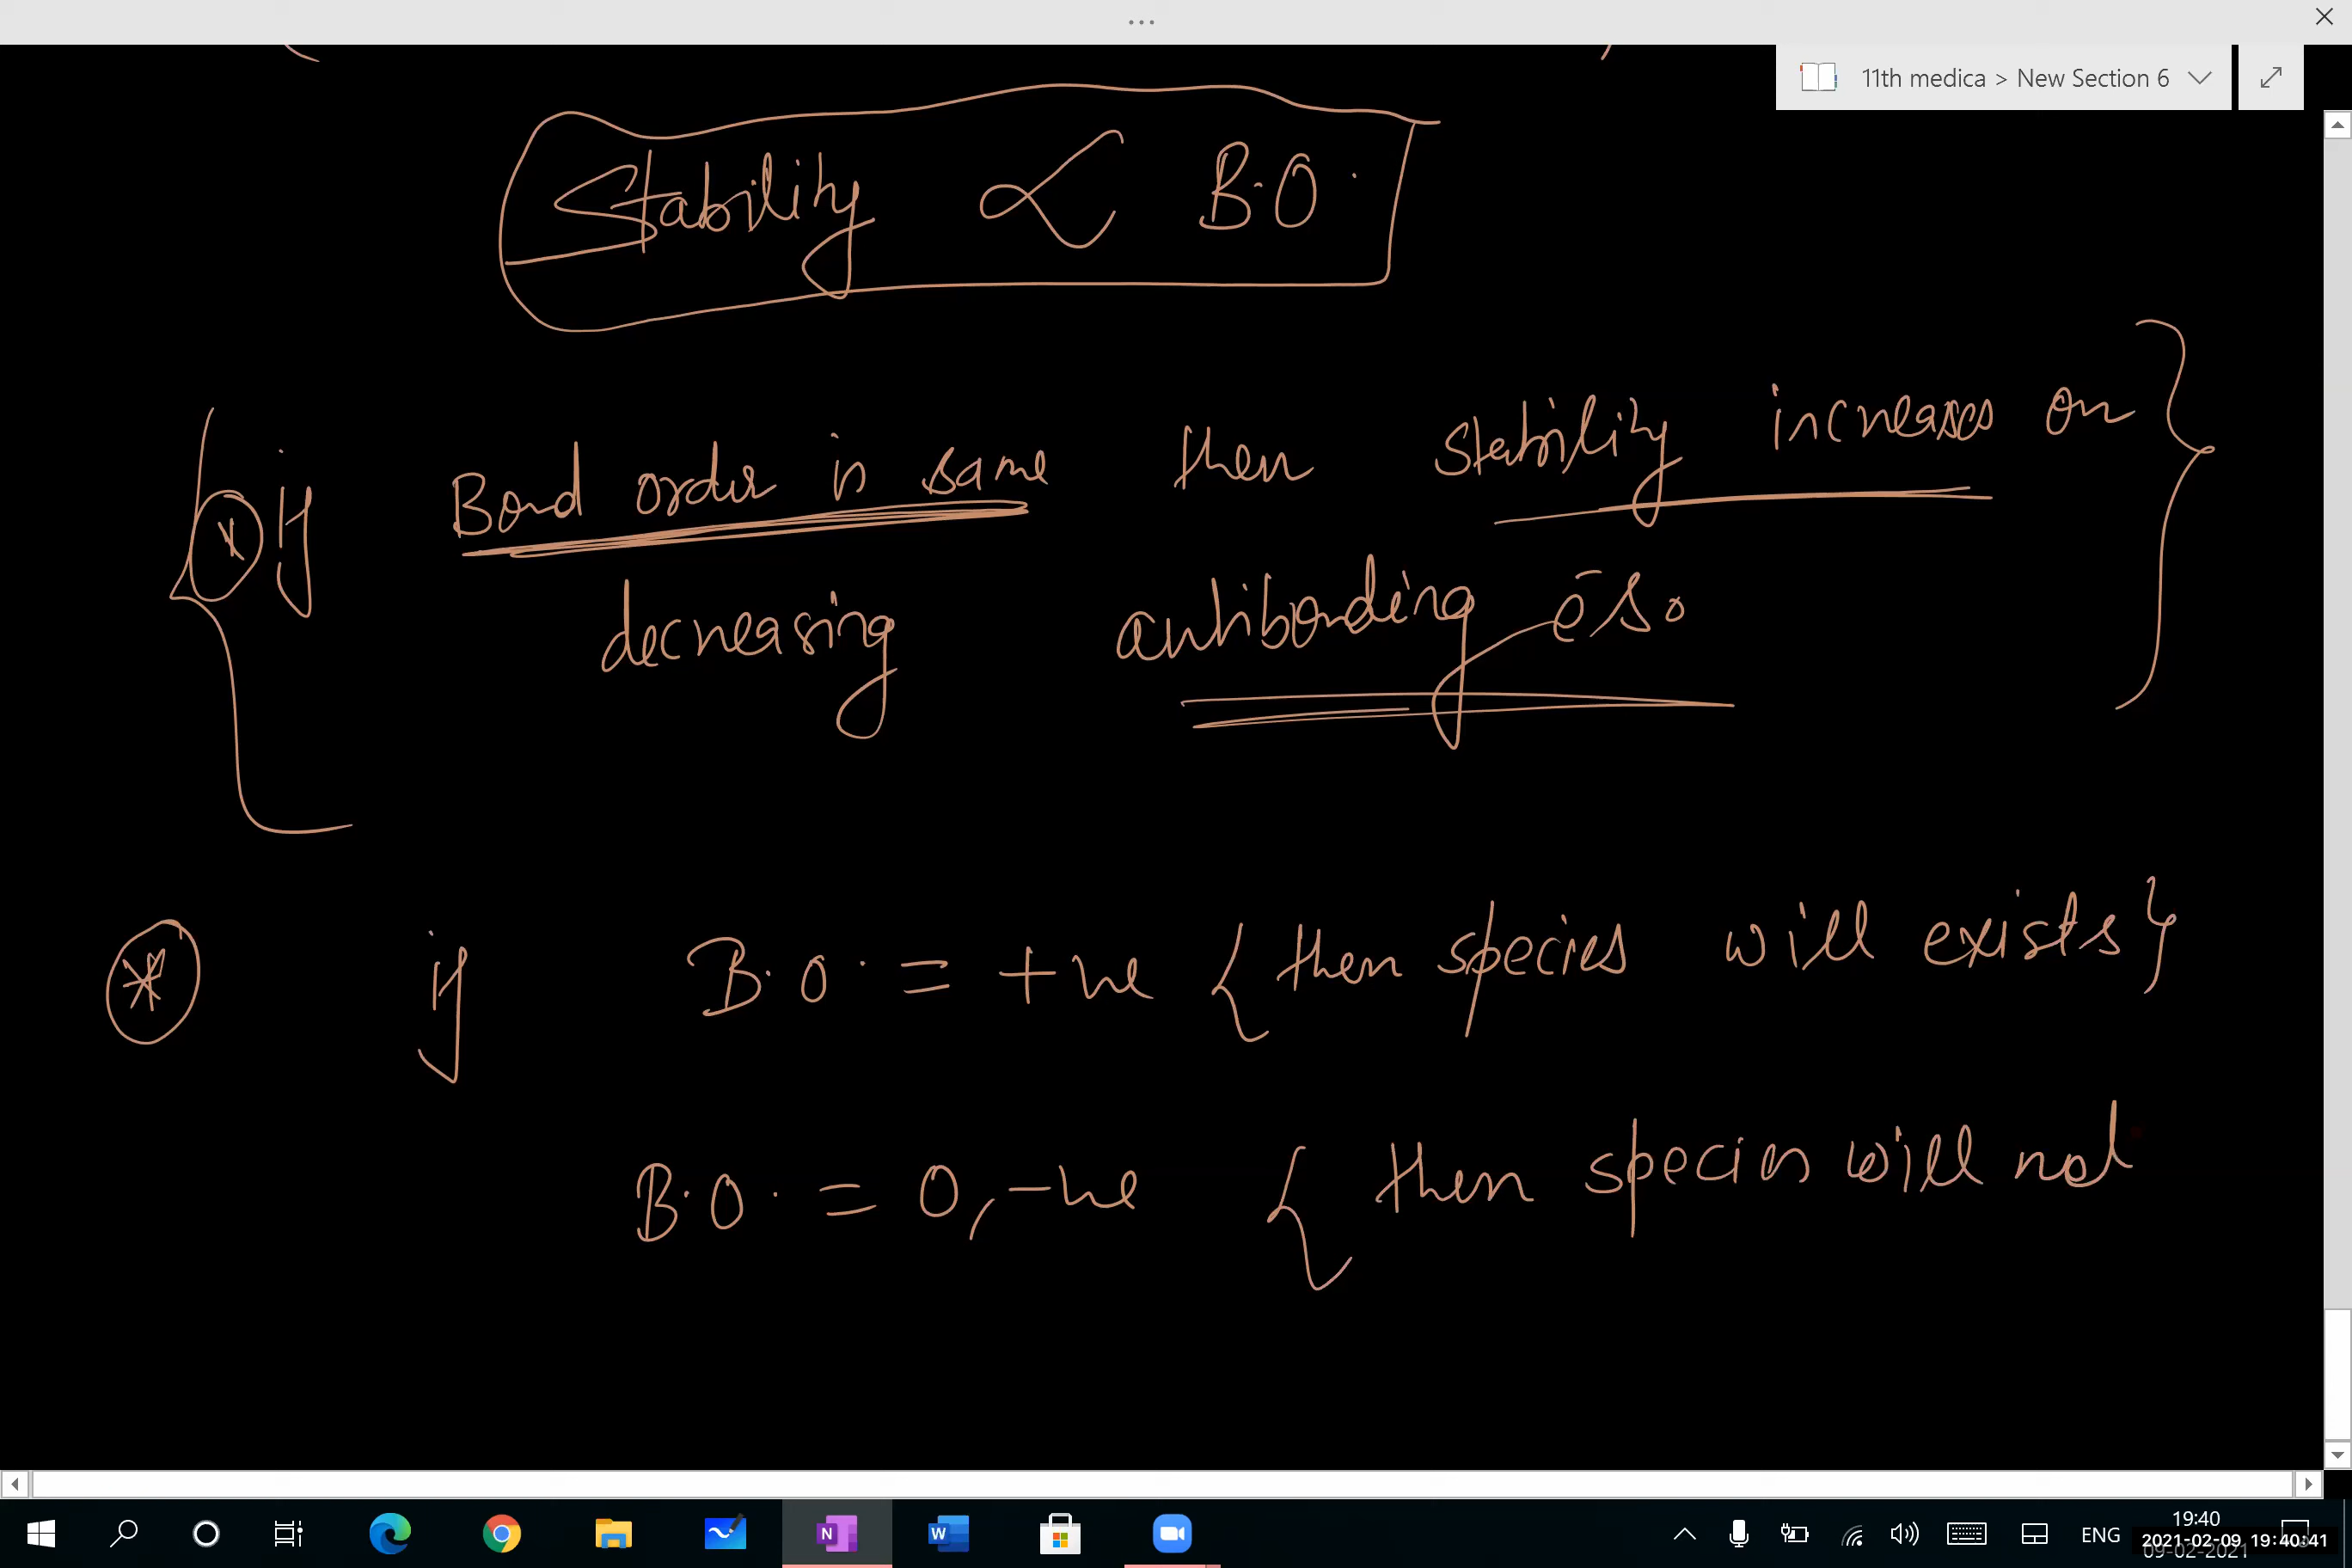 11th medica > New Section 6
Stability ∝ B.O.
* if Bond order is same then stability increases on
decreasing antibonding e̅s.
* if B.O. = +ve { then species will exists }
B.O. = 0, -ve { then species will not
ENG
19:40
09-02-2021
2021-02-09 19:40:41